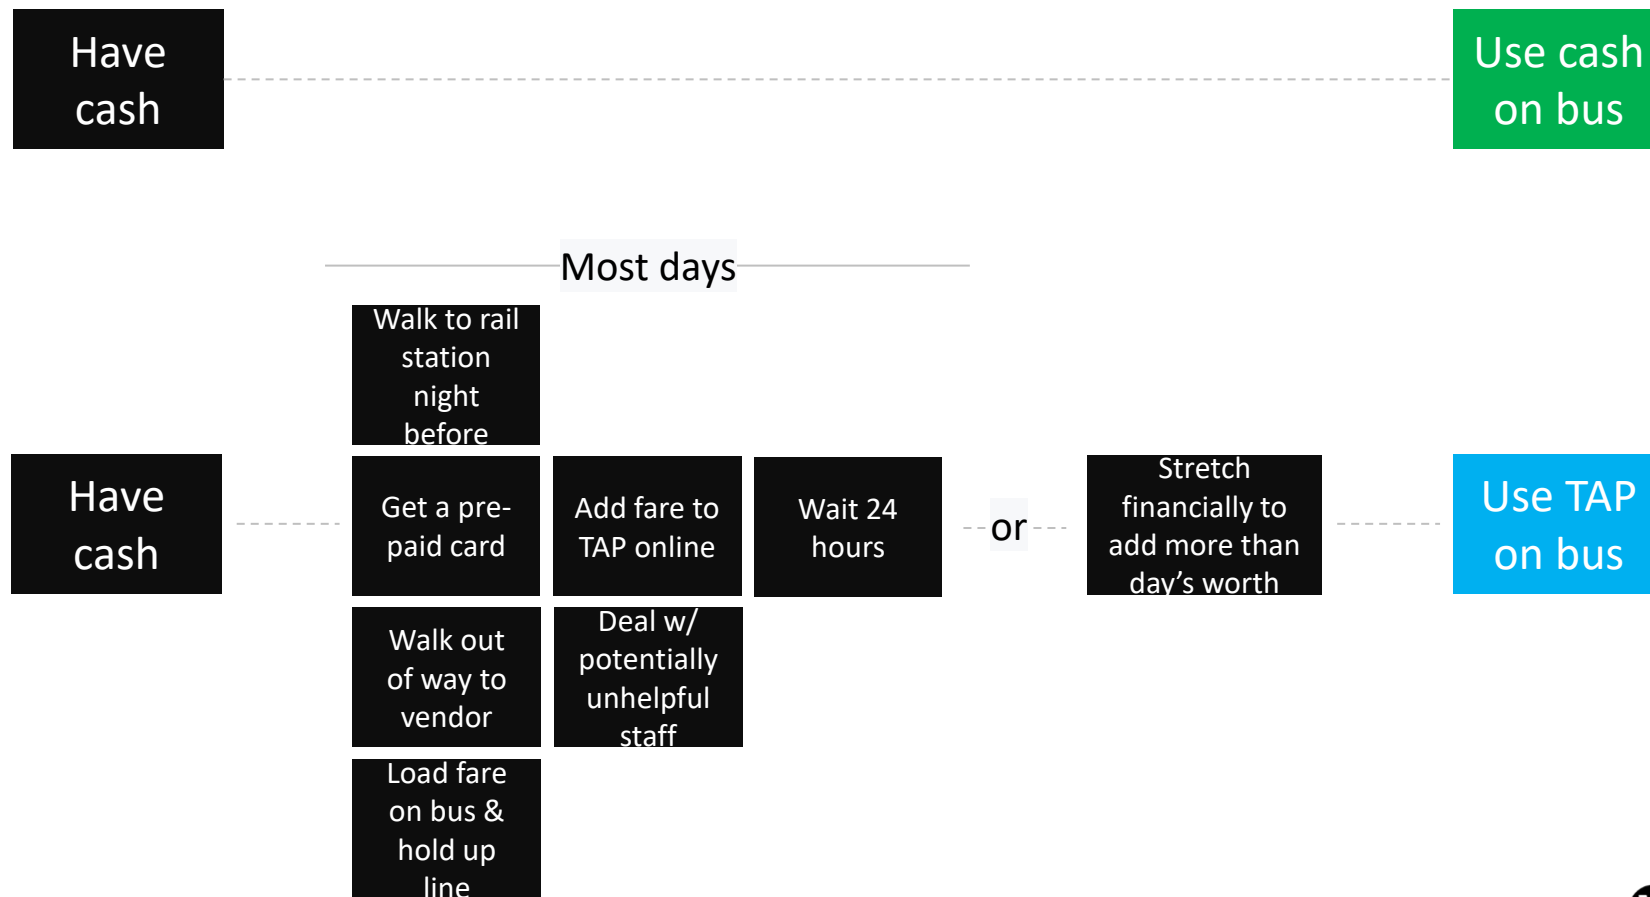 Have
cash
Use cash
on bus
Most days
Walk to rail
station
night
before
Have
cash
Get a pre-
paid card
Add fare to
TAP online
Wait 24
hours
or
Stretch
financially to
add more than
day’s worth
Use TAP
on bus
Walk out
of way to
vendor
Deal w/
potentially
unhelpful
staff
Load fare
on bus &
hold up
line